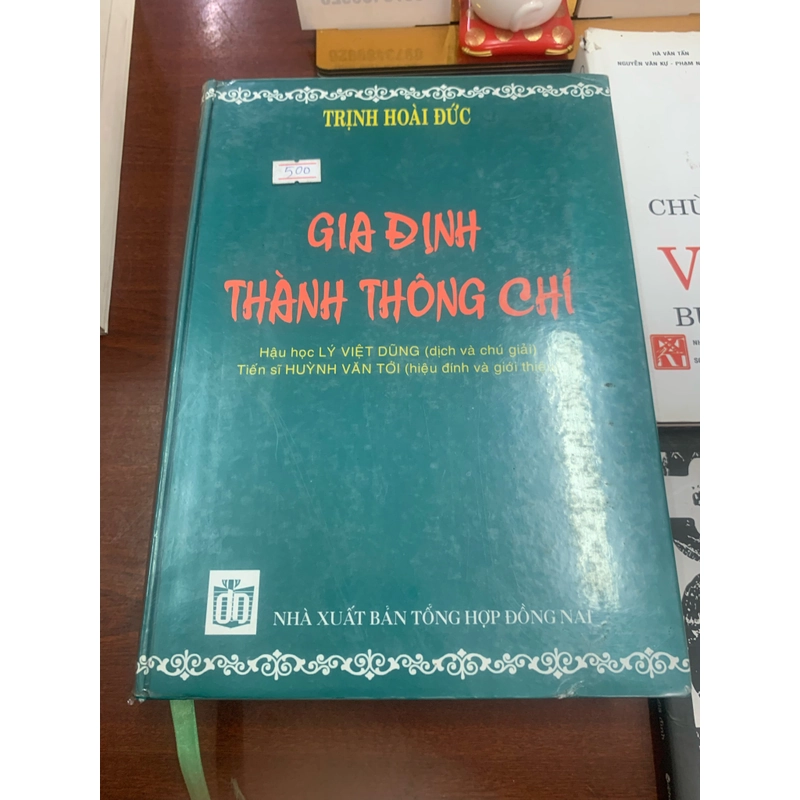 TRỊNH HOÀI ĐỨC
500
GIA ĐỊNH
THÀNH THÔNG CHÍ
Hậu học LÝ VIỆT DŨNG (dịch và chú giải)
Tiến sĩ HUỲNH VĂN TỚI (hiệu đính và giới
NHÀ XUẤT BẢN TỔNG HỢP ĐỒNG NAI
HÀ VĂN TẤN
NGUYỄN VĂN KỰ - PHẠM
CHÙ
V
BU